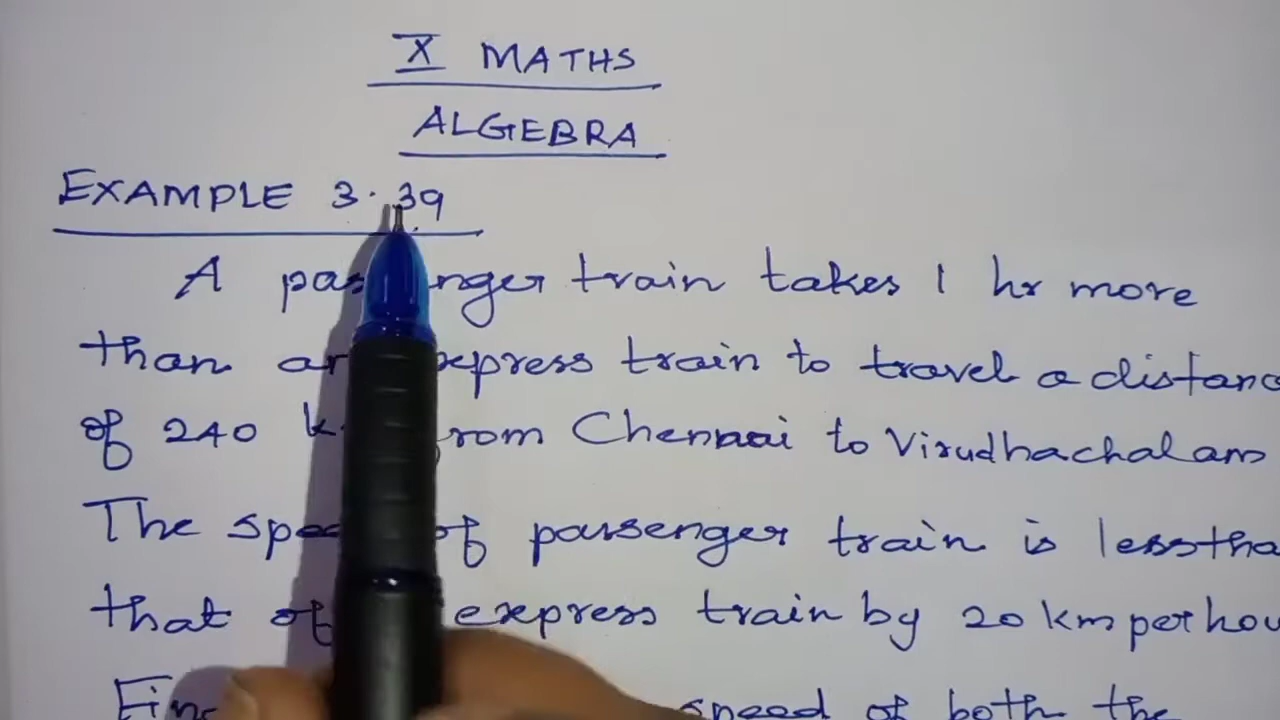 X MATHS
ALGEBRA
EXAMPLE 3.39
A train takes 1 hr more
than express train to travel a distanc
of 240 from Chennai to Virudhachalam
The of passenger train is lesstha
that of express train by 20 km per hou
speed of both the